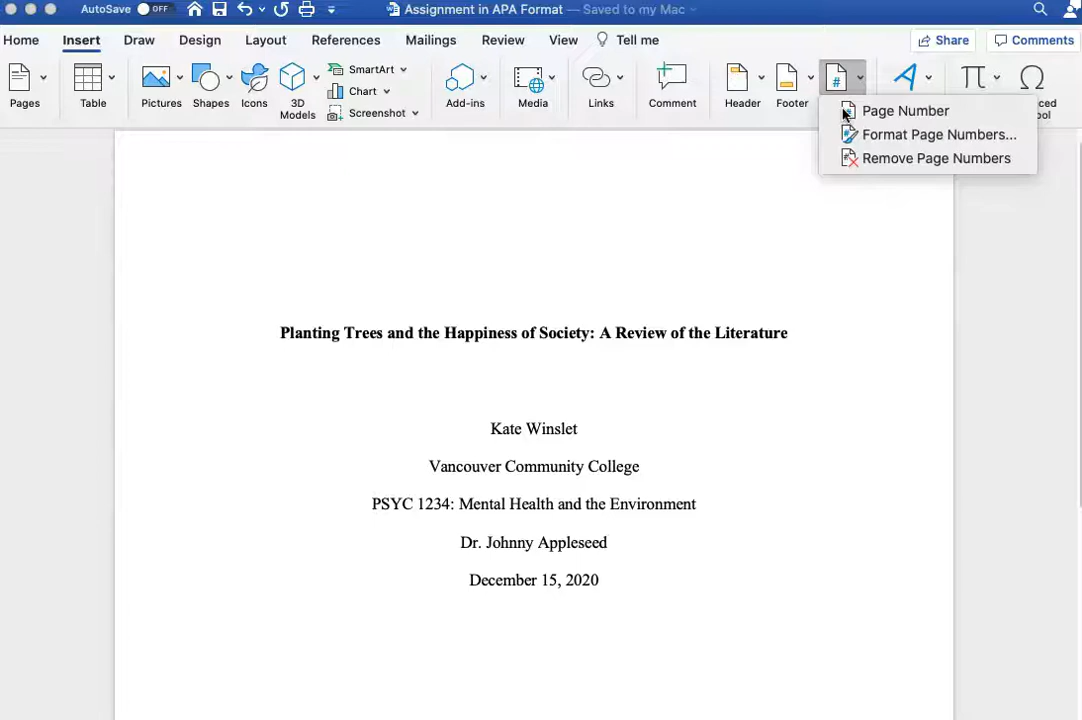 AutoSave OFF Assignment in APA Format — Saved to my Mac
Home Insert Draw Design Layout References Mailings Review View Tell me Share Comments
SmartArt
Chart
Screenshot
Pages Table Pictures Shapes Icons 3D Models Add-ins Media Links Comment Header Footer
Page Number
Format Page Numbers...
Remove Page Numbers
Planting Trees and the Happiness of Society: A Review of the Literature
Kate Winslet
Vancouver Community College
PSYC 1234: Mental Health and the Environment
Dr. Johnny Appleseed
December 15, 2020